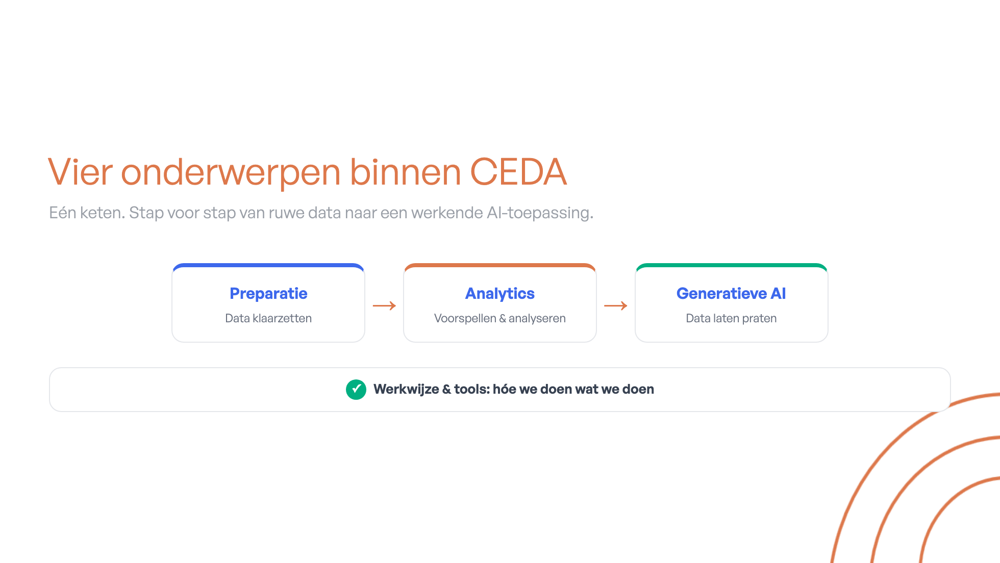 Vier onderwerpen binnen CEDA
Eén keten. Stap voor stap van ruwe data naar een werkende AI-toepassing.
Preparatie
Data klaarzetten
Analytics
Voorspellen & analyseren
Generatieve AI
Data laten praten
Werkwijze & tools: hóe we doen wat we doen